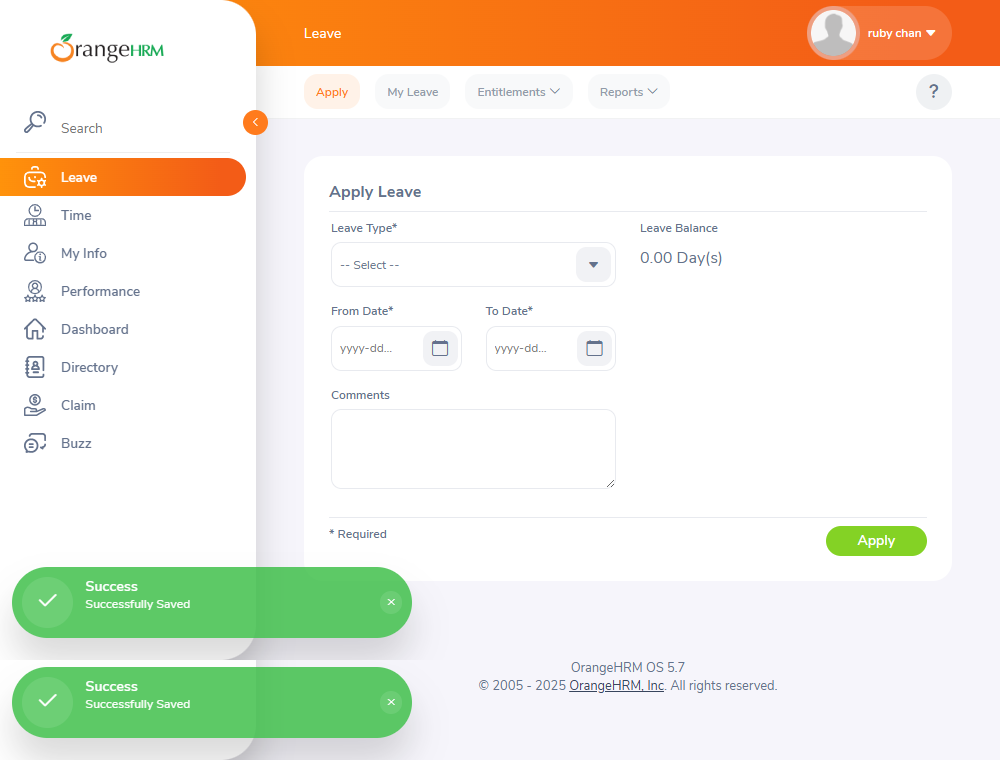 OrangeHRM
Leave
ruby chan
Apply
My Leave
Entitlements
Reports
?
Search
Leave
Time
My Info
Performance
Dashboard
Directory
Claim
Buzz
Apply Leave
Leave Type*
-- Select --
Leave Balance
0.00 Day(s)
From Date*
yyyy-dd...
To Date*
yyyy-dd...
Comments
* Required
Apply
Success
Successfully Saved
Success
Successfully Saved
OrangeHRM OS 5.7
© 2005 - 2025 OrangeHRM, Inc. All rights reserved.